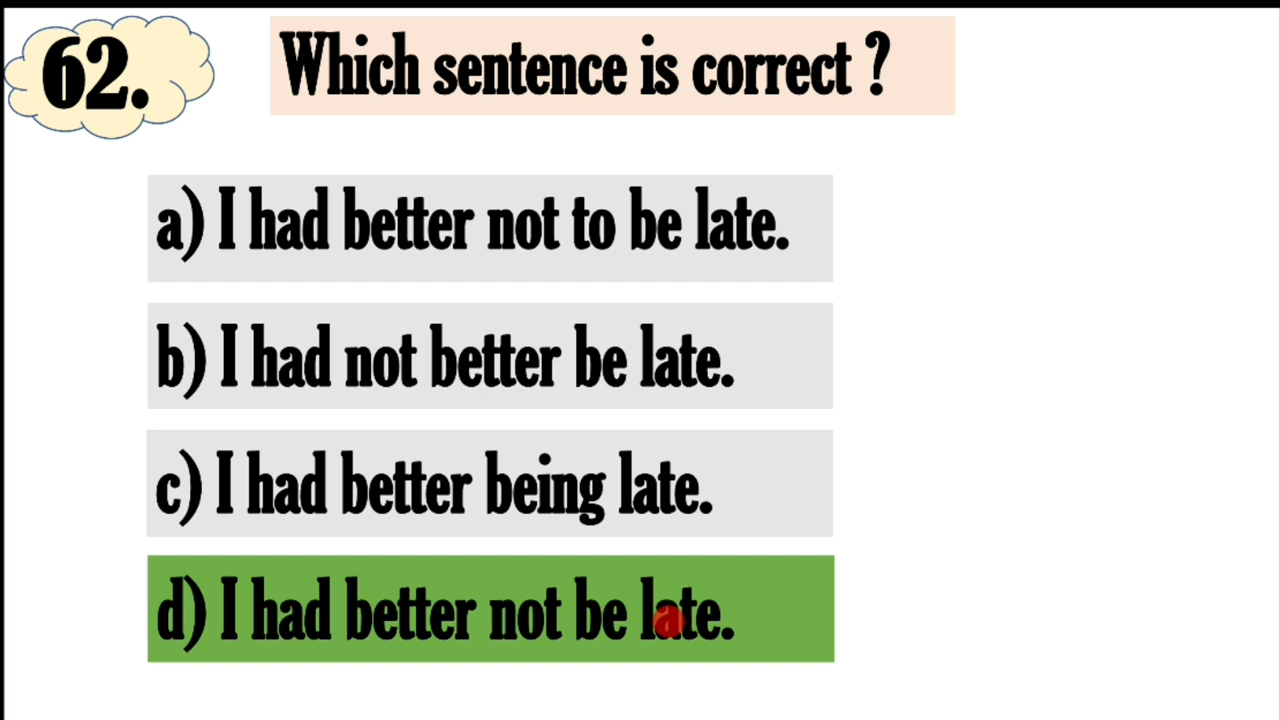 62.
Which sentence is correct ?
a) I had better not to be late.
b) I had not better be late.
c) I had better being late.
d) I had better not be late.